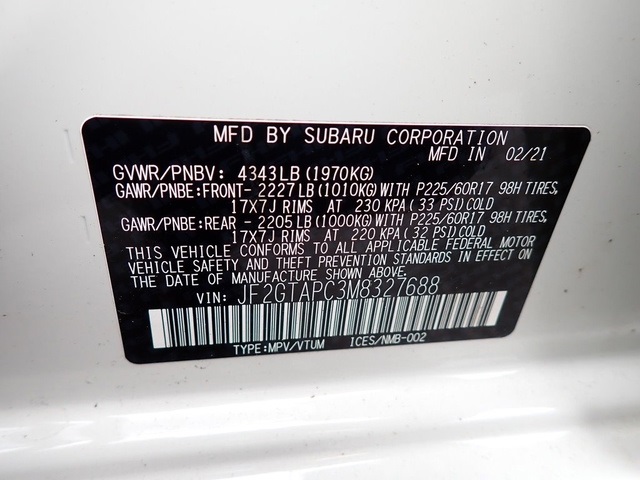 MFD BY SUBARU CORPORATION
MFD IN 02/21
GVWR/PNBV: 4343LB (1970KG)
GAWR/PNBE:FRONT- 2227LB (1010KG) WITH P225/60R17 98H TIRES,
17X7J RIMS AT 230 KPA ( 33 PSI) COLD
GAWR/PNBE:REAR - 2205LB (1000KG) WITH P225/60R17 98H TIRES,
17X7J RIMS AT 220 KPA ( 32 PSI) COLD
THIS VEHICLE CONFORMS TO ALL APPLICABLE FEDERAL MOTOR
VEHICLE SAFETY AND THEFT PREVENTION STANDARDS IN EFFECT ON
THE DATE OF MANUFACTURE SHOWN ABOVE.
VIN: JF2GTAPC3M8327688
TYPE:MPV/VTUM ICES/NMB-002